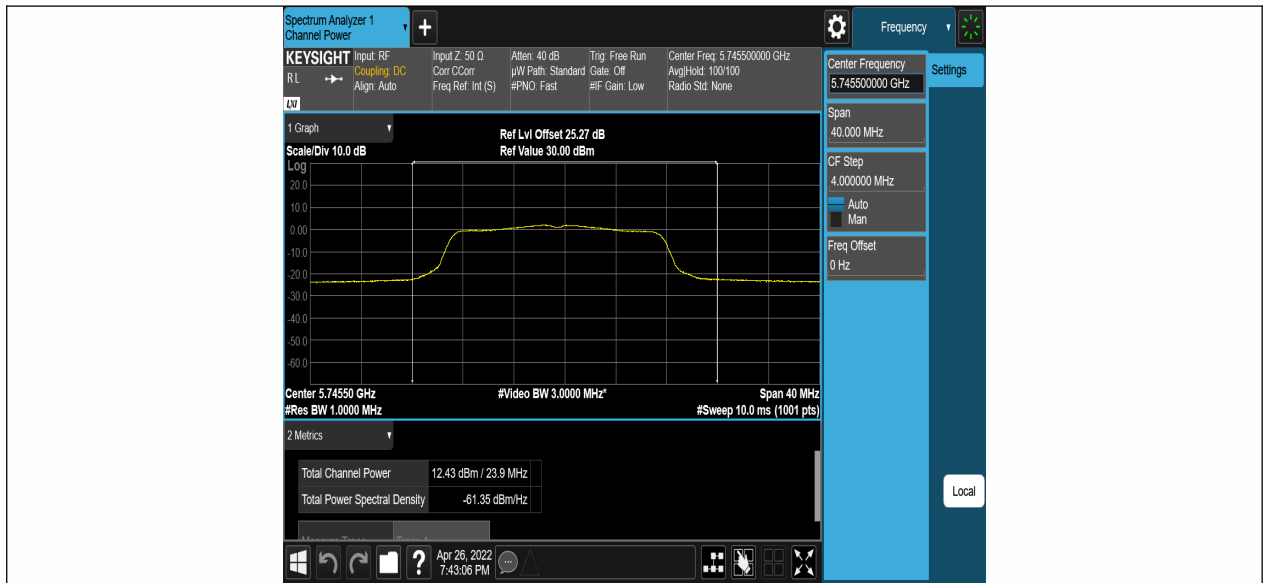 Spectrum Analyzer 1
Channel Power
+
Frequency
KEYSIGHT
RL
LXI
Input: RF
Coupling: DC
Align: Auto
Input Z: 50 Ω
Corr CCorr
Freq Ref: Int (S)
Atten: 40 dB
µW Path: Standard
#PNO: Fast
Trig: Free Run
Gate: Off
#IF Gain: Low
Center Freq: 5.745500000 GHz
Avg|Hold: 100/100
Radio Std: None
Center Frequency
5.745500000 GHz
Settings
Span
40.000 MHz
CF Step
4.000000 MHz
Auto
Man
Freq Offset
0 Hz
Local
1 Graph
Scale/Div 10.0 dB
Ref Lvl Offset 25.27 dB
Ref Value 30.00 dBm
Log
20.0
10.0
0.00
-10.0
-20.0
-30.0
-40.0
-50.0
-60.0
Center 5.74550 GHz
#Video BW 3.0000 MHz*
Span 40 MHz
#Res BW 1.0000 MHz
#Sweep 10.0 ms (1001 pts)
2 Metrics
Total Channel Power 12.43 dBm / 23.9 MHz
Total Power Spectral Density -61.35 dBm/Hz
?
Apr 26, 2022
7:43:06 PM